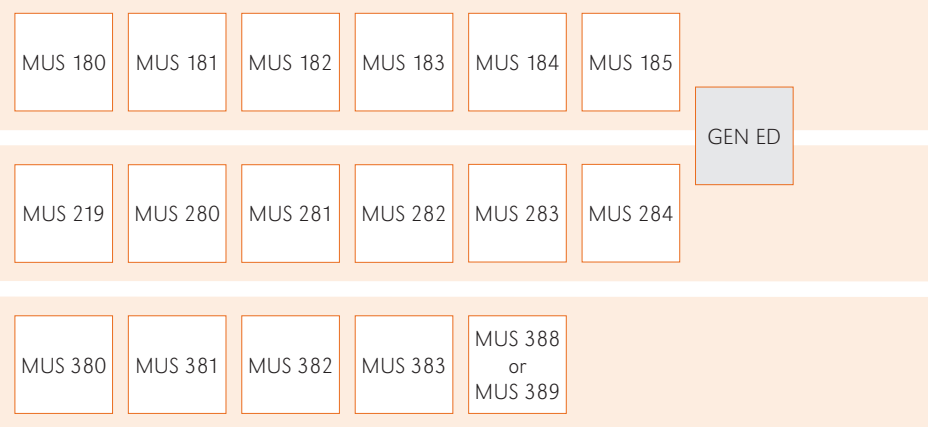 MUS 180
MUS 181
MUS 182
MUS 183
MUS 184
MUS 185
GEN ED
MUS 219
MUS 280
MUS 281
MUS 282
MUS 283
MUS 284
MUS 380
MUS 381
MUS 382
MUS 383
MUS 388
or
MUS 389